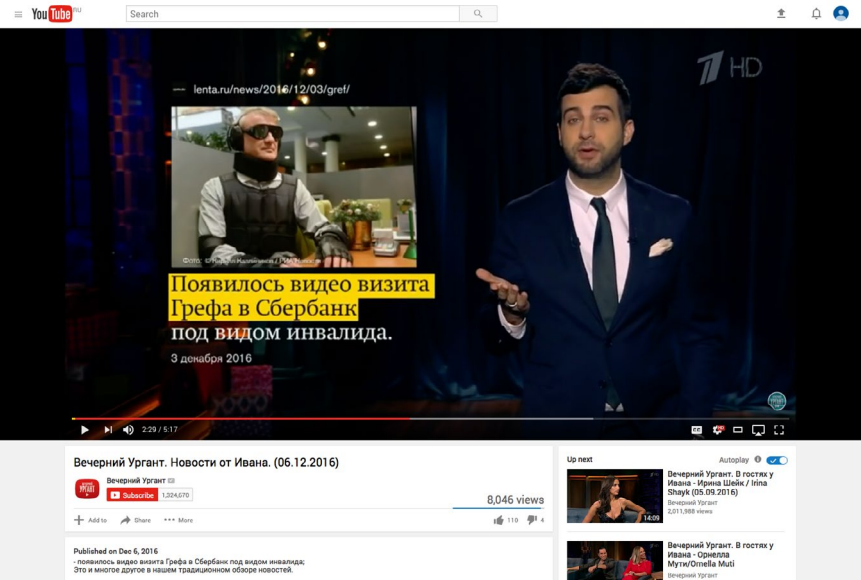 YouTube RU
Search
1 HD
lenta.ru/news/2016/12/03/gref/
Появилось видео визита
Грефа в Сбербанк
под видом инвалида.
3 декабря 2016
2:29 / 5:17
CC
HD
Вечерний Ургант. Новости от Ивана. (06.12.2016)
УРГАНТ
Вечерний Ургант CC
Subscribe 1,324,670
8,046 views
Add to Share More
110 4
Published on Dec 6, 2016
- появилось видео визита Грефа в Сбербанк под видом инвалида;
Это и многое другое в нашем традиционном обзоре новостей.
Up next
Autoplay
14:09
Вечерний Ургант. В гостях у
Ивана - Ирина Шейк / Irina
Shayk (05.09.2016)
Вечерний Ургант
2,011,988 views
Вечерний Ургант. В гостях у
Ивана - Орнелла
Мути/Ornella Muti
Вечерний Ургант